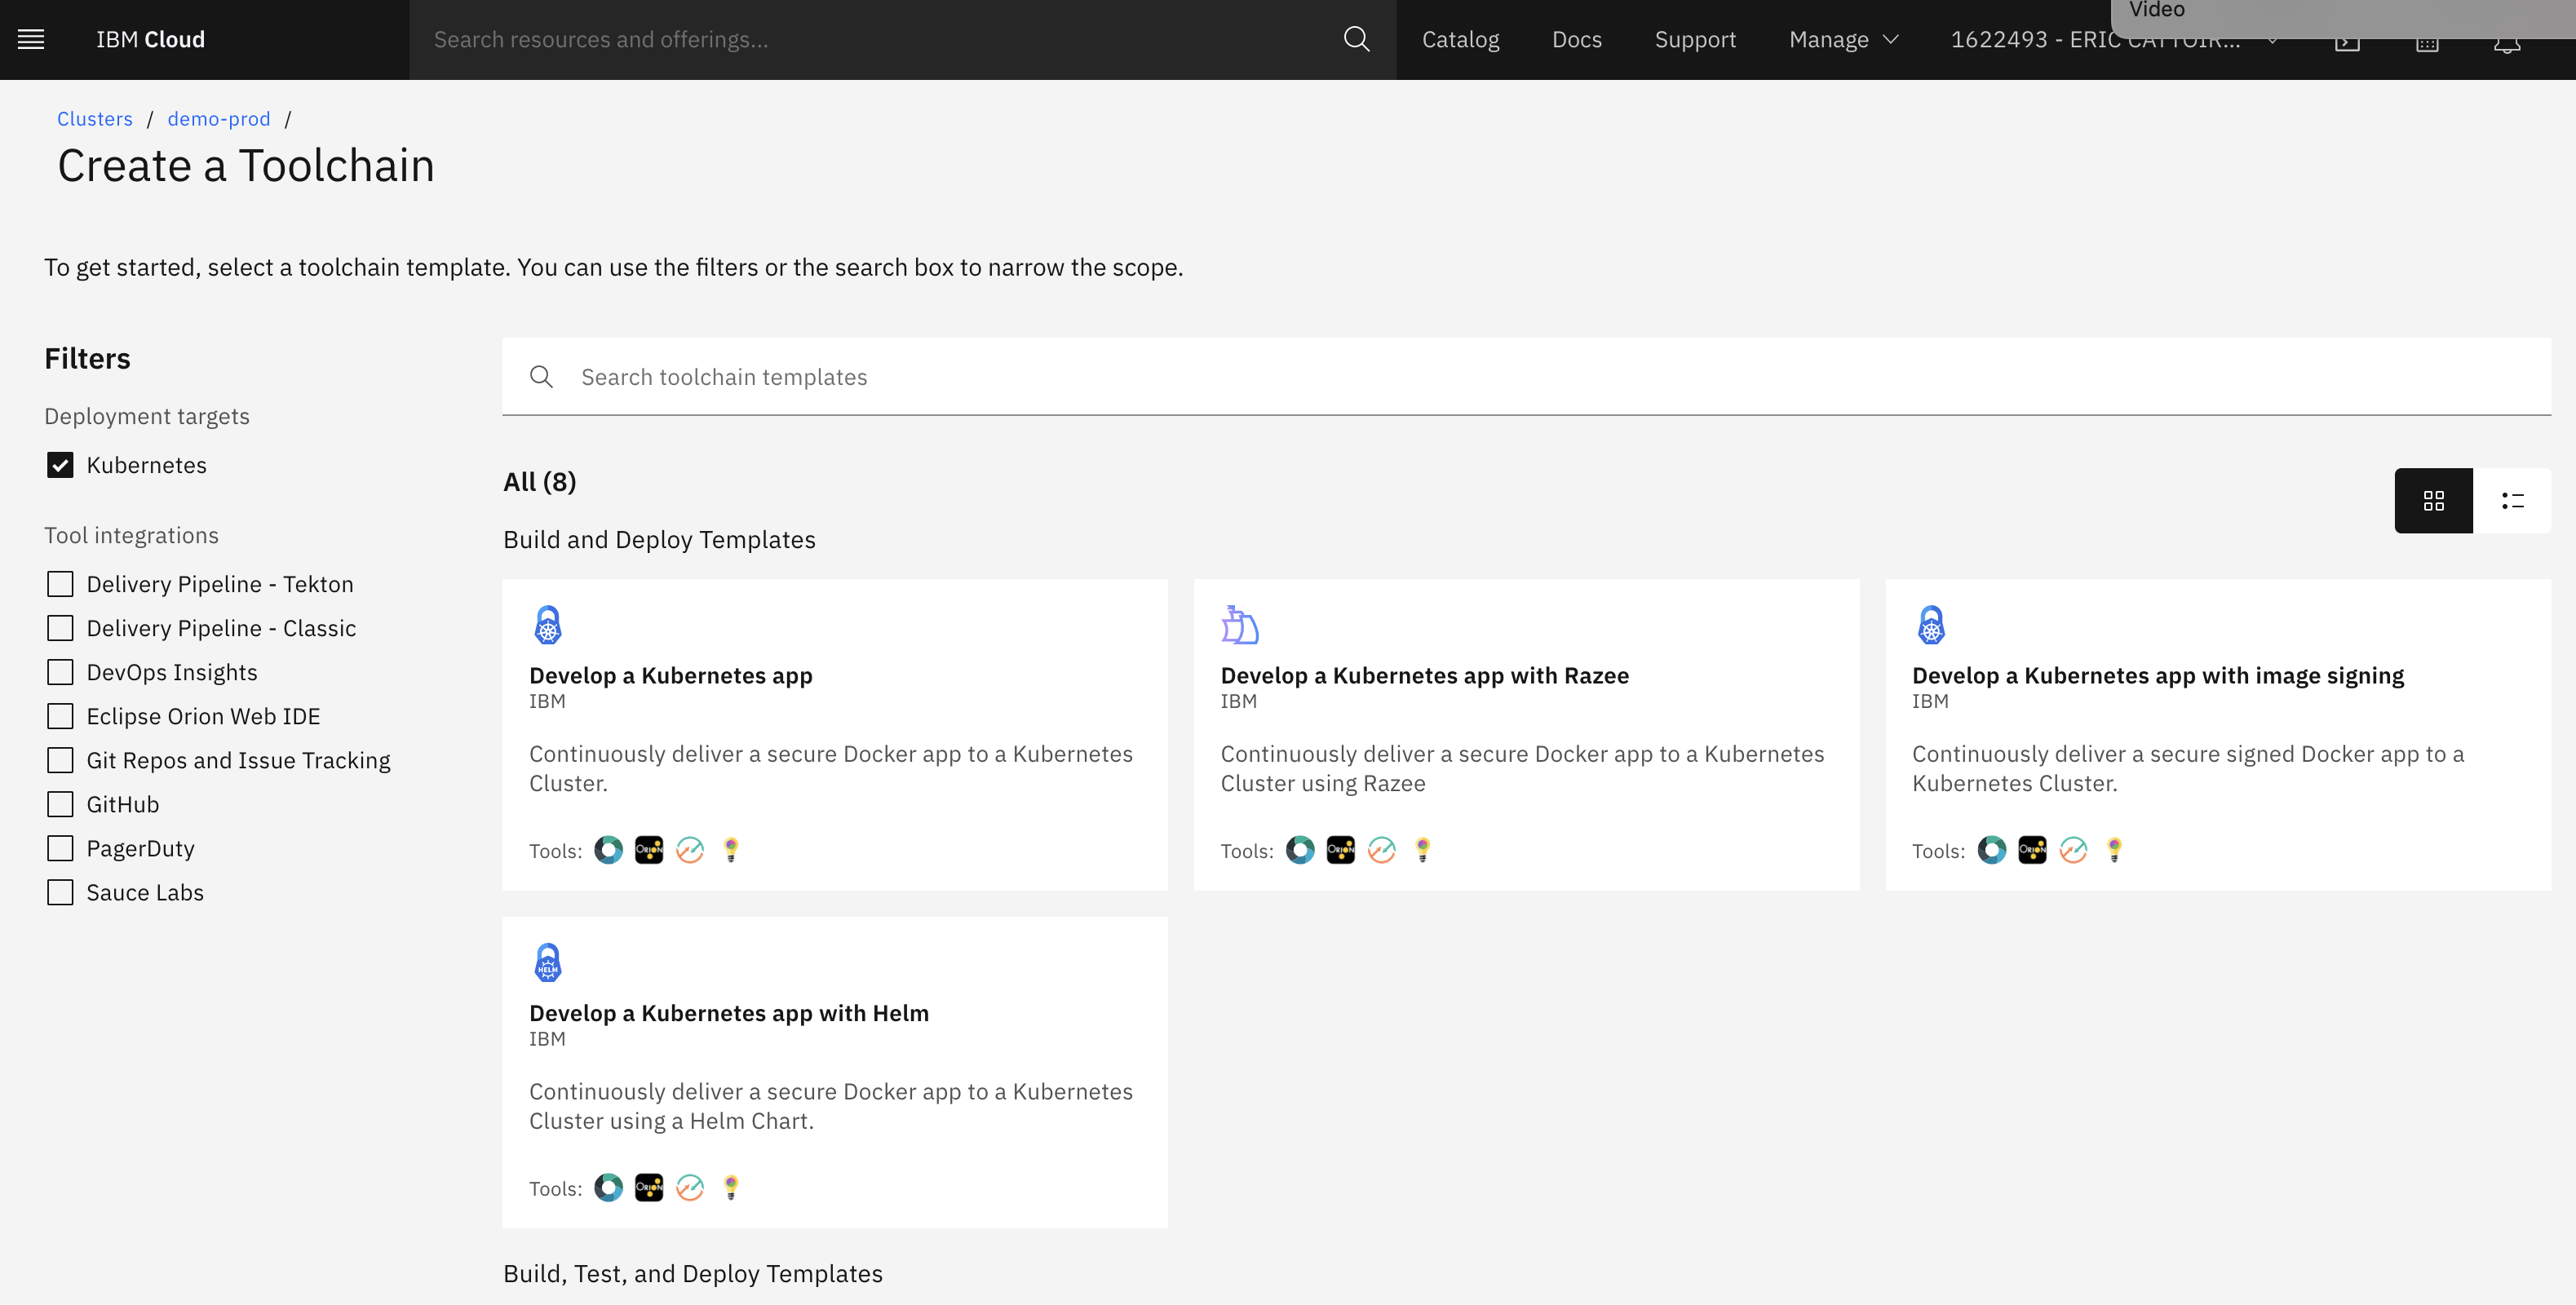 Video
IBM Cloud
Search resources and offerings...
Catalog
Docs
Support
Manage
1622493 - ERIC CATTOIR...
Clusters / demo-prod /
Create a Toolchain
To get started, select a toolchain template. You can use the filters or the search box to narrow the scope.
Filters
Deployment targets
Kubernetes
Tool integrations
Delivery Pipeline - Tekton
Delivery Pipeline - Classic
DevOps Insights
Eclipse Orion Web IDE
Git Repos and Issue Tracking
GitHub
PagerDuty
Sauce Labs
Search toolchain templates
All (8)
Build and Deploy Templates
Develop a Kubernetes app
IBM
Continuously deliver a secure Docker app to a Kubernetes
Cluster.
Tools:
ORION
Develop a Kubernetes app with Razee
IBM
Continuously deliver a secure Docker app to a Kubernetes
Cluster using Razee
Tools:
ORION
Develop a Kubernetes app with image signing
IBM
Continuously deliver a secure signed Docker app to a
Kubernetes Cluster.
Tools:
ORION
HELM
Develop a Kubernetes app with Helm
IBM
Continuously deliver a secure Docker app to a Kubernetes
Cluster using a Helm Chart.
Tools:
ORION
Build, Test, and Deploy Templates